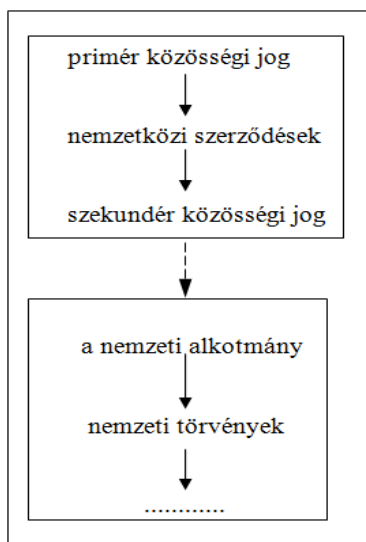 primér közösségi jog
nemzetközi szerződések
szekundér közösségi jog
a nemzeti alkotmány
nemzeti törvények
............